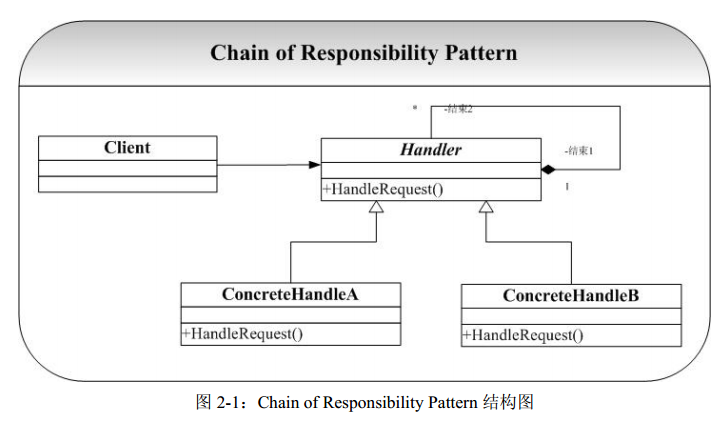 Chain of Responsibility Pattern
* -结束2
Client
Handler
-结束1
+HandleRequest()
1
ConcreteHandleA
ConcreteHandleB
+HandleRequest()
+HandleRequest()
图 2-1：Chain of Responsibility Pattern 结构图